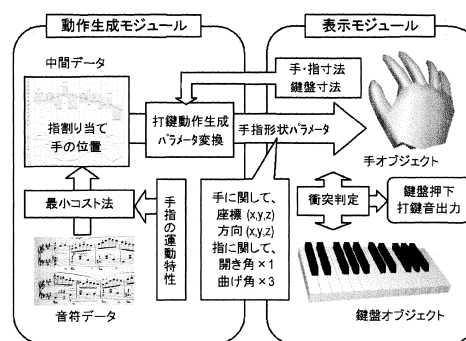 動作生成モジュール
表示モジュール
中間データ
指割り当て
手の位置
打鍵動作生成
パラメータ変換
手・指寸法
鍵盤寸法
手指形状パラメータ
手オブジェクト
最小コスト法
手指の運動特性
手に関して、
座標(x,y,z)
方向(x,y,z)
指に関して、
開き角×1
曲げ角×3
衝突判定
鍵盤押下
打鍵音出力
音符データ
鍵盤オブジェクト